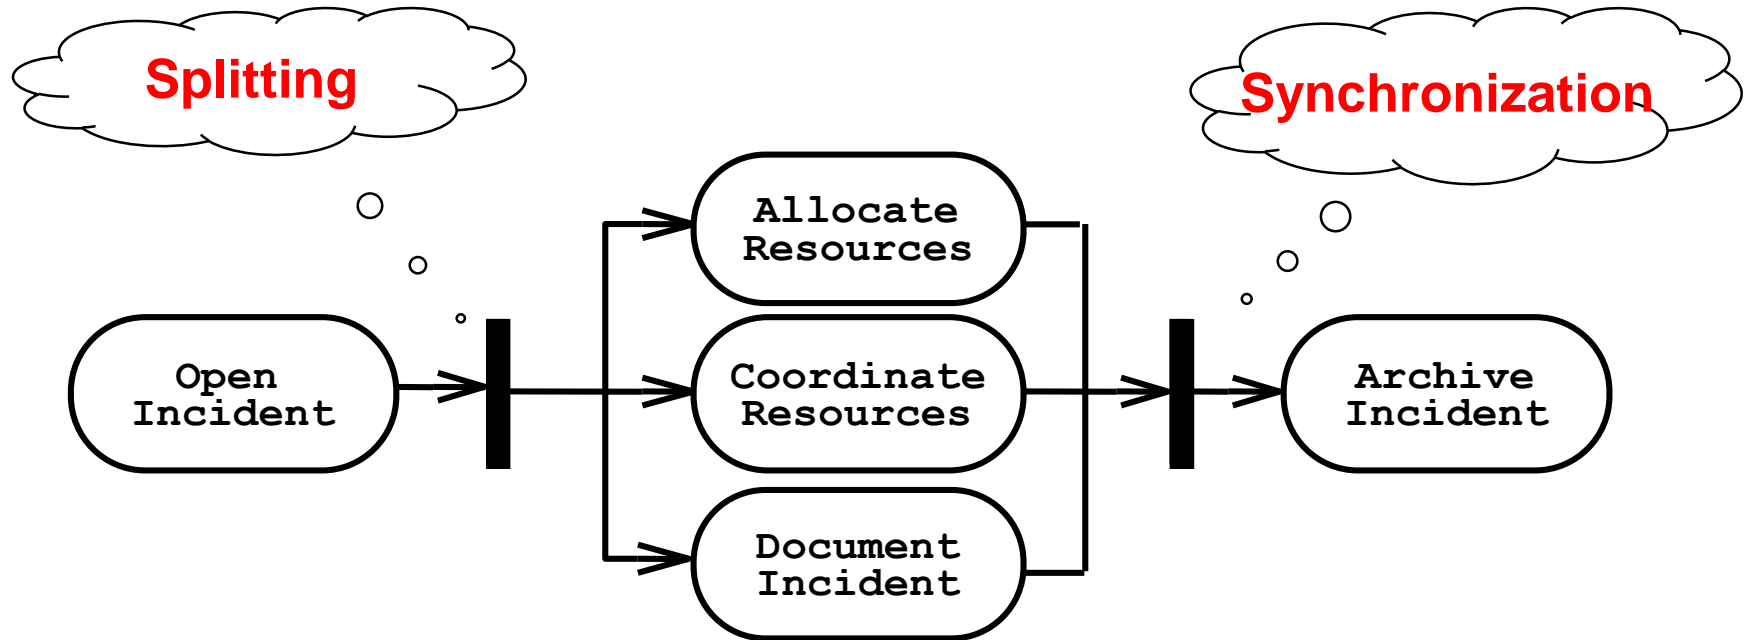 Splitting
Synchronization
Allocate
Resources
Open
Incident
Coordinate
Resources
Archive
Incident
Document
Incident